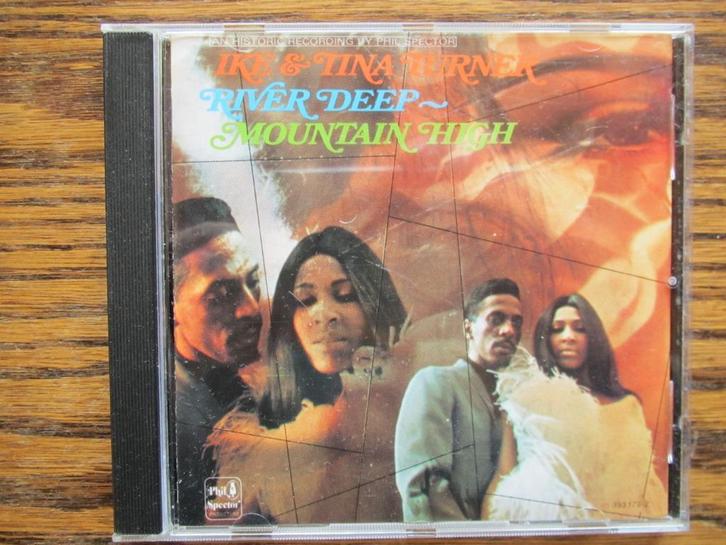 AN HISTORIC RECORDING BY PHIL SPECTOR
IKE & TINA TURNER
RIVER DEEP~
MOUNTAIN HIGH
Phil
Spector